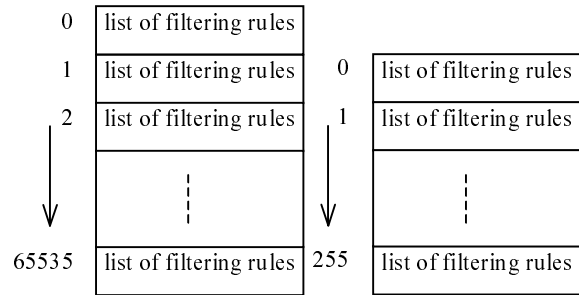 0 list of filtering rules
1 list of filtering rules 0 list of filtering rules
2 list of filtering rules 1 list of filtering rules
65535 list of filtering rules 255 list of filtering rules